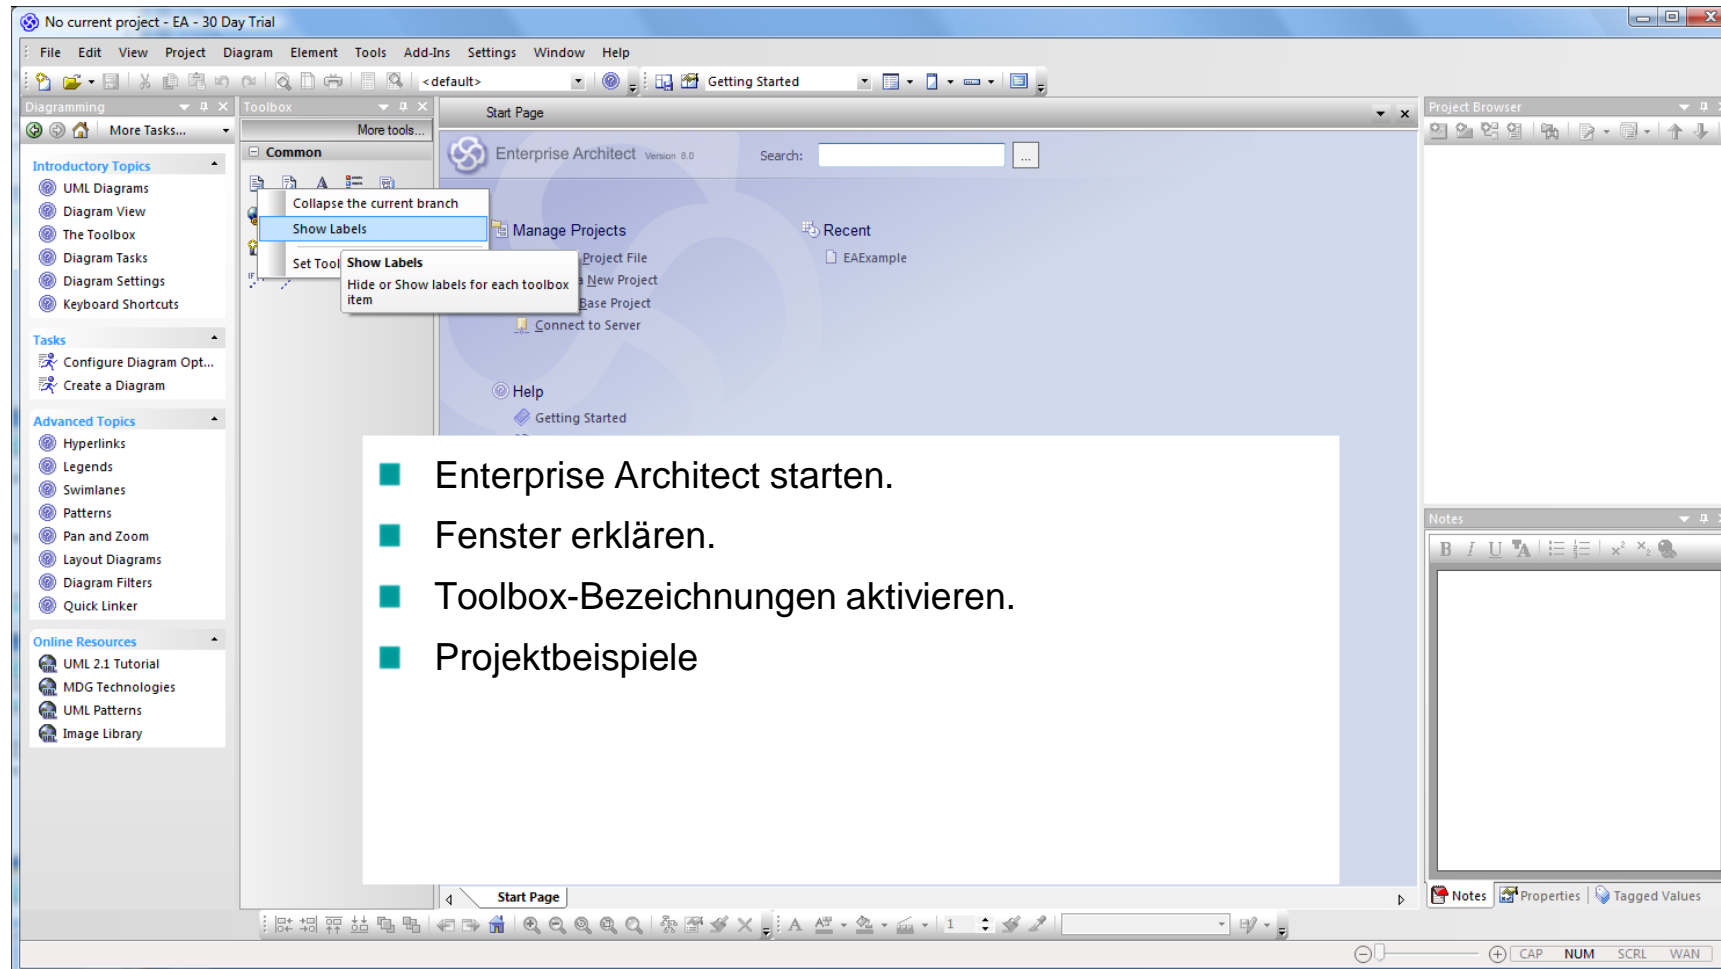 No current project - EA - 30 Day Trial
File Edit View Project Diagram Element Tools Add-Ins Settings Window Help
<default>
Getting Started
Diagramming
Toolbox
Start Page
Project Browser
More Tasks...
More tools...
Common
Enterprise Architect Version 8.0
Search:
...
Introductory Topics
UML Diagrams
Diagram View
The Toolbox
Diagram Tasks
Diagram Settings
Keyboard Shortcuts
Collapse the current branch
Show Labels
Set Tool
Show Labels
Hide or Show labels for each toolbox
item
Manage Projects
Project File
New Project
Base Project
Connect to Server
Recent
EAExample
Tasks
Configure Diagram Opt...
Create a Diagram
Help
Getting Started
Advanced Topics
Hyperlinks
Legends
Swimlanes
Patterns
Pan and Zoom
Layout Diagrams
Diagram Filters
Quick Linker
Online Resources
UML 2.1 Tutorial
MDG Technologies
UML Patterns
Image Library
Enterprise Architect starten.
Fenster erklären.
Toolbox-Bezeichnungen aktivieren.
Projektbeispiele
Notes
B I U
Start Page
Notes Properties Tagged Values
1
CAP NUM SCRL WAN